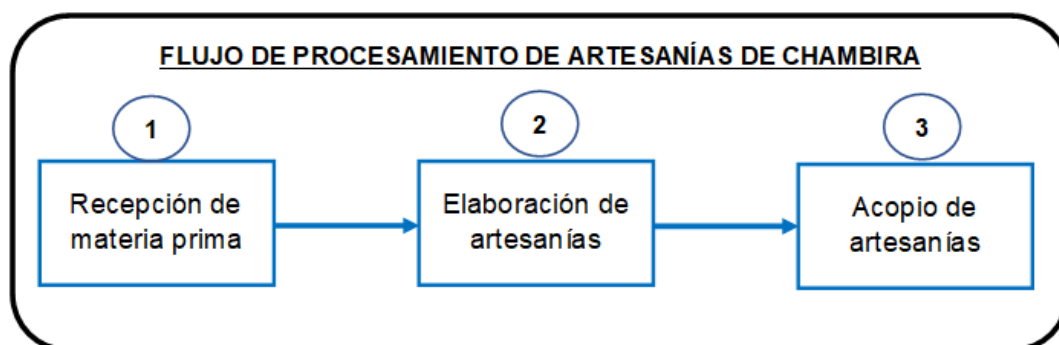 FLUJO DE PROCESAMIENTO DE ARTESANÍAS DE CHAMBIRA
1
Recepción de
materia prima
2
Elaboración de
artesanías
3
Acopio de
artesanías